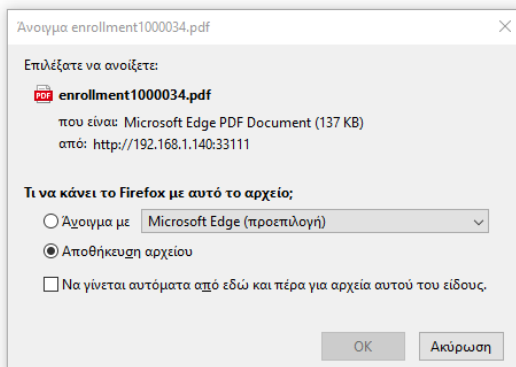 Άνοιγμα enrollment1000034.pdf
Επιλέξατε να ανοίξετε:
PDF enrollment1000034.pdf
που είναι: Microsoft Edge PDF Document (137 KB)
από: http://192.168.1.140:33111
Τι να κάνει το Firefox με αυτό το αρχείο;
Άνοιγμα με Microsoft Edge (προεπιλογή)
Αποθήκευση αρχείου
Να γίνεται αυτόματα από εδώ και πέρα για αρχεία αυτού του είδους.
OK Ακύρωση